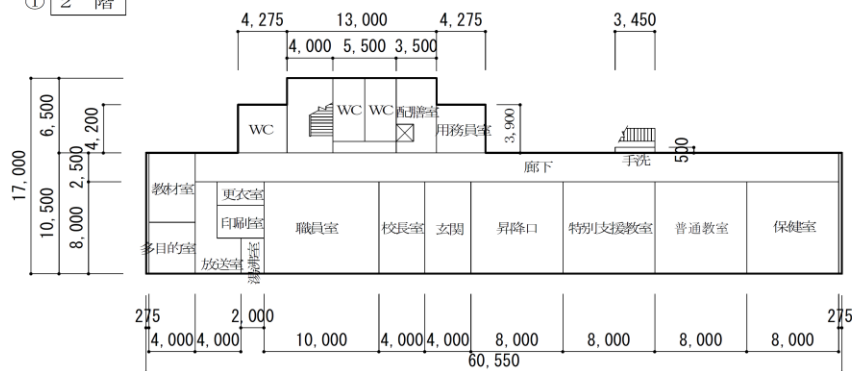 ① 2 階
4,275 13,000 4,275 3,450
4,000 5,500 3,500
17,000
6,500
4,200
10,500
2,500
8,000
WC
WC WC
配膳室
用務員室
3,900
手洗
500
廊下
教材室
多目的室
更衣室
印刷室
放送室
湯沸室
職員室
校長室
玄関
昇降口
特別支援教室
普通教室
保健室
275 4,000 4,000 2,000 10,000 4,000 4,000 8,000 8,000 8,000 8,000 275
60,550